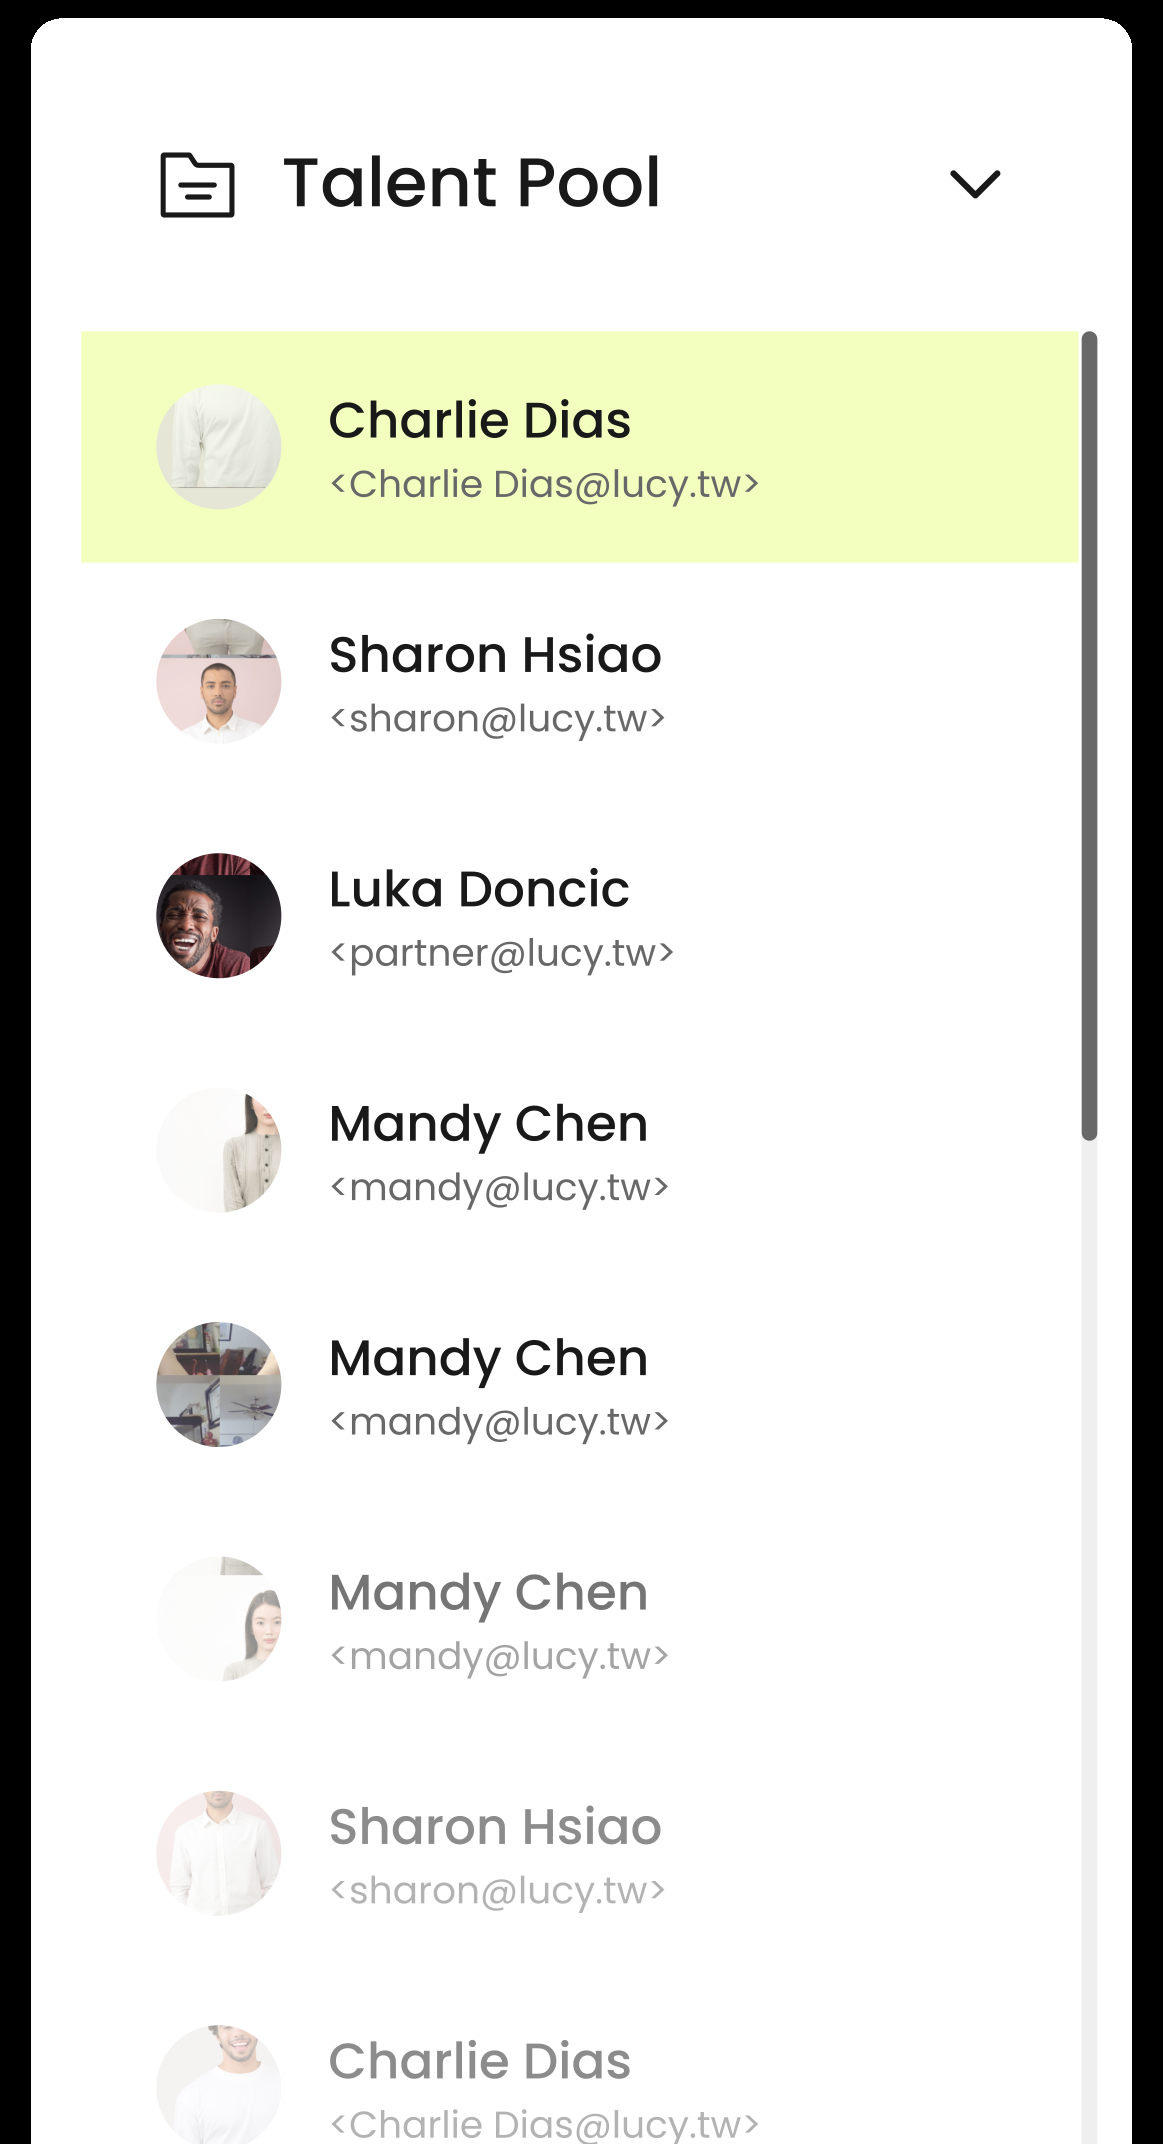 Talent Pool
Charlie Dias
<Charlie Dias@lucy.tw>
Sharon Hsiao
<sharon@lucy.tw>
Luka Doncic
<partner@lucy.tw>
Mandy Chen
<mandy@lucy.tw>
Mandy Chen
<mandy@lucy.tw>
Mandy Chen
<mandy@lucy.tw>
Sharon Hsiao
<sharon@lucy.tw>
Charlie Dias
<Charlie Dias@lucy.tw>